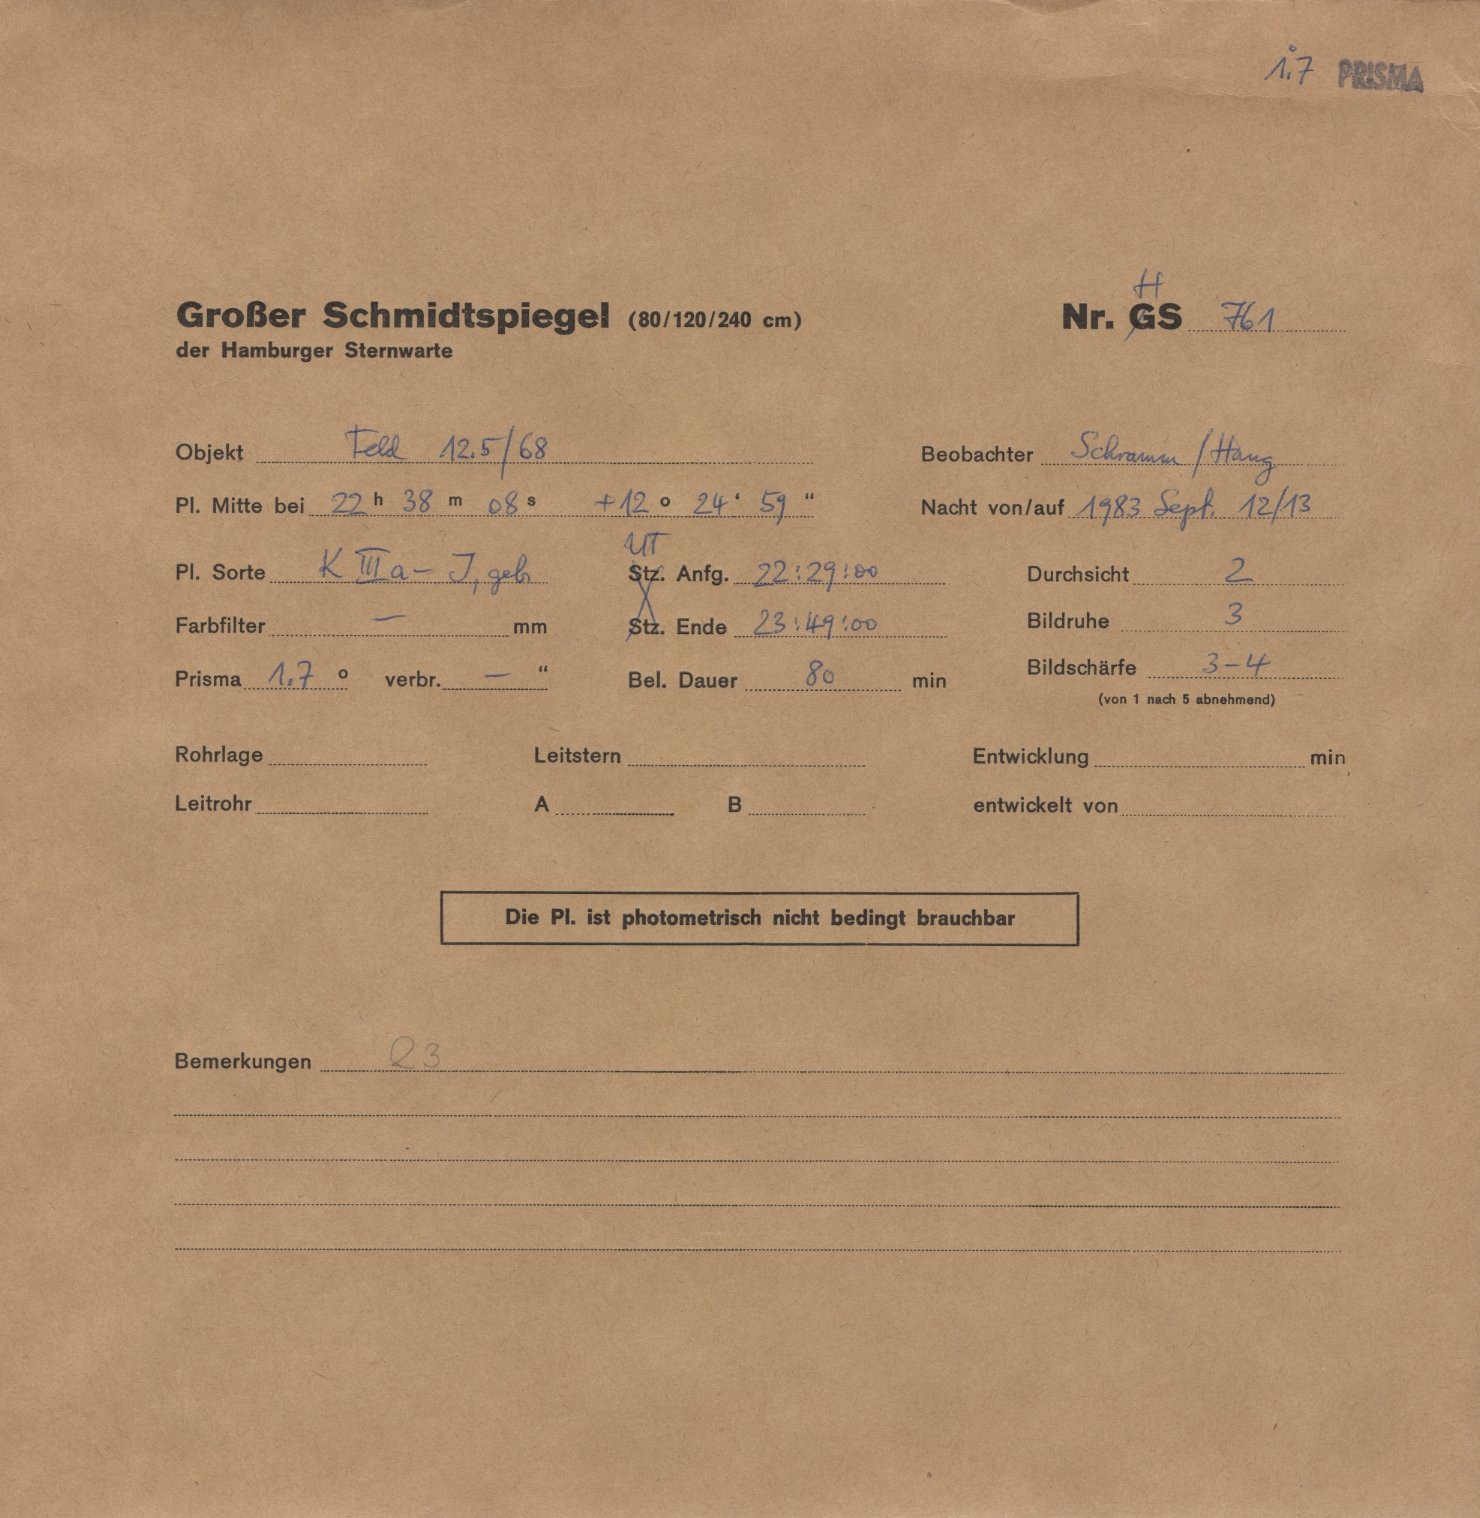 1.7° PRISMA
H
Großer Schmidtspiegel (80/120/240 cm) Nr. GS 761
der Hamburger Sternwarte
Objekt Feld 12.5/68 Beobachter Schramm / Haug
Pl. Mitte bei 22 h 38 m 08 s +12 ° 24 ‘ 59 “ Nacht von/auf 1983 Sept. 12/13
UT
Pl. Sorte K IIIa-J, geb. Stz. Anfg. 22:29:00 Durchsicht 2
Farbfilter — mm Stz. Ende 23:49:00 Bildruhe 3
Prisma 1.7 ° verbr. — “ Bel. Dauer 80 min Bildschärfe 3-4
(von 1 nach 5 abnehmend)
Rohrlage Leitstern Entwicklung min
Leitrohr A B entwickelt von
Die Pl. ist photometrisch nicht bedingt brauchbar
Bemerkungen Q3